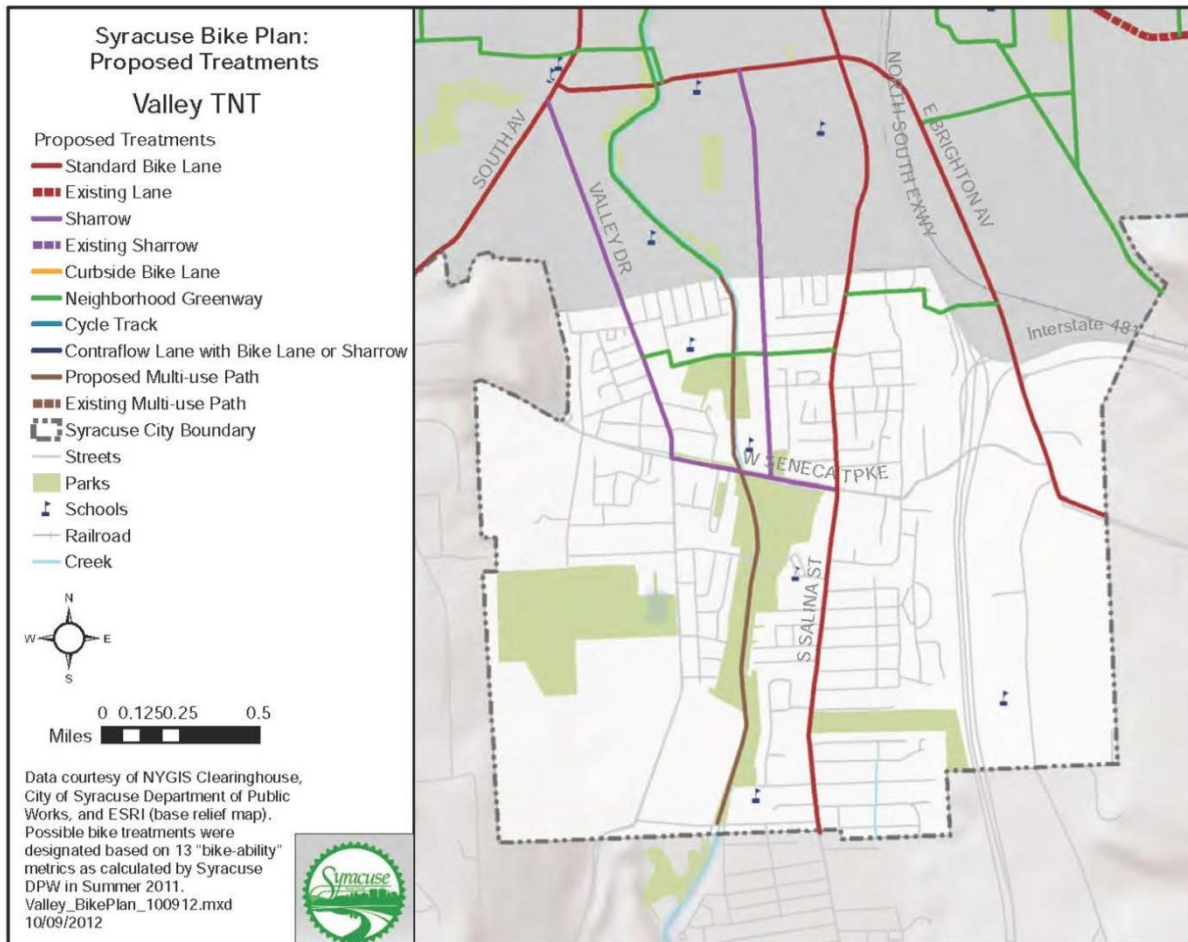 Syracuse Bike Plan:
Proposed Treatments
Valley TNT
Proposed Treatments
Standard Bike Lane
Existing Lane
Sharrow
Existing Sharrow
Curbside Bike Lane
Neighborhood Greenway
Cycle Track
Contraflow Lane with Bike Lane or Sharrow
Proposed Multi-use Path
Existing Multi-use Path
Syracuse City Boundary
Streets
Parks
Schools
Railroad
Creek
N
W E
S
0 0.125 0.25 0.5
Miles
Data courtesy of NYGIS Clearinghouse,
City of Syracuse Department of Public
Works, and ESRI (base relief map).
Possible bike treatments were
designated based on 13 "bike-ability"
metrics as calculated by Syracuse
DPW in Summer 2011.
Valley_BikePlan_100912.mxd
10/09/2012
Syracuse
SOUTH AV
VALLEY DR
NORTH-SOUTH EXWY
E BRIGHTON AV
Interstate 481
W SENECA TPKE
S SALINA ST